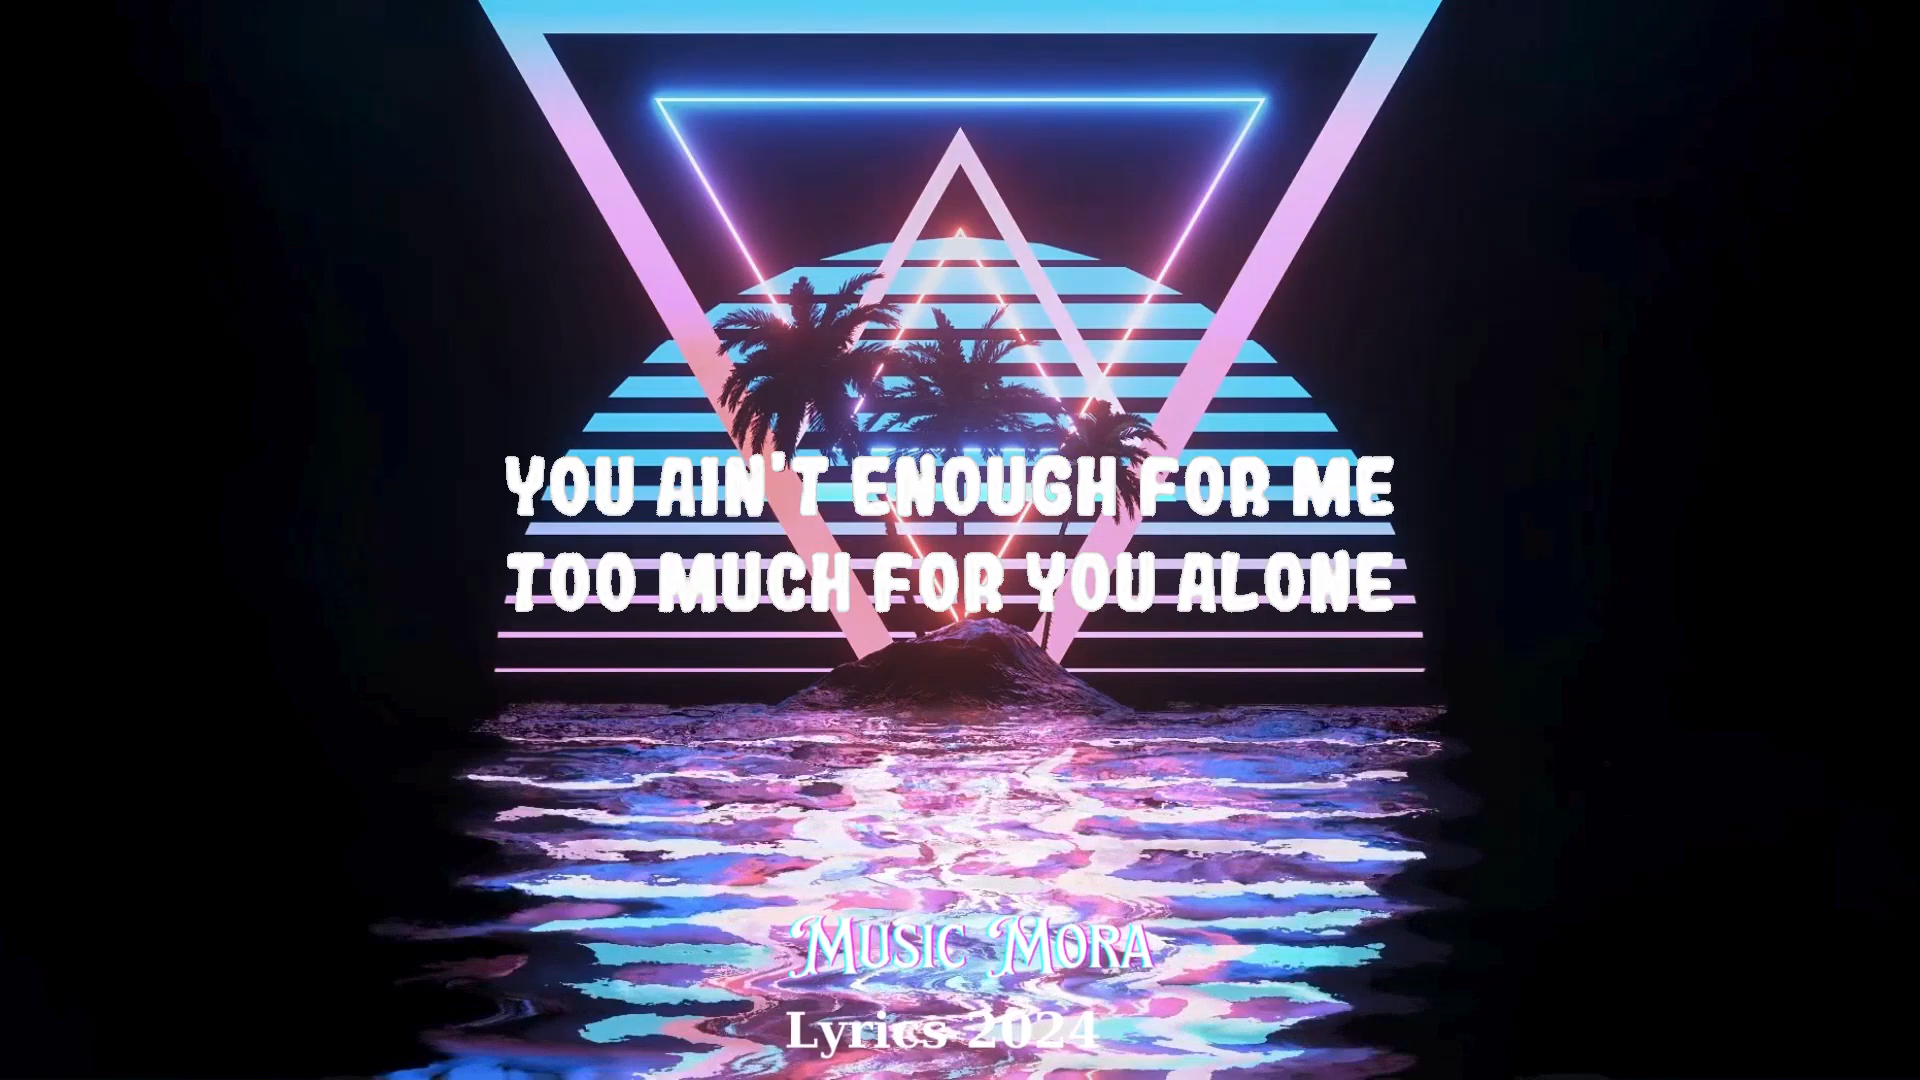 YOU AIN'T ENOUGH FOR ME
TOO MUCH FOR YOU ALONE
MUSIC MORA
Lyrics 2024